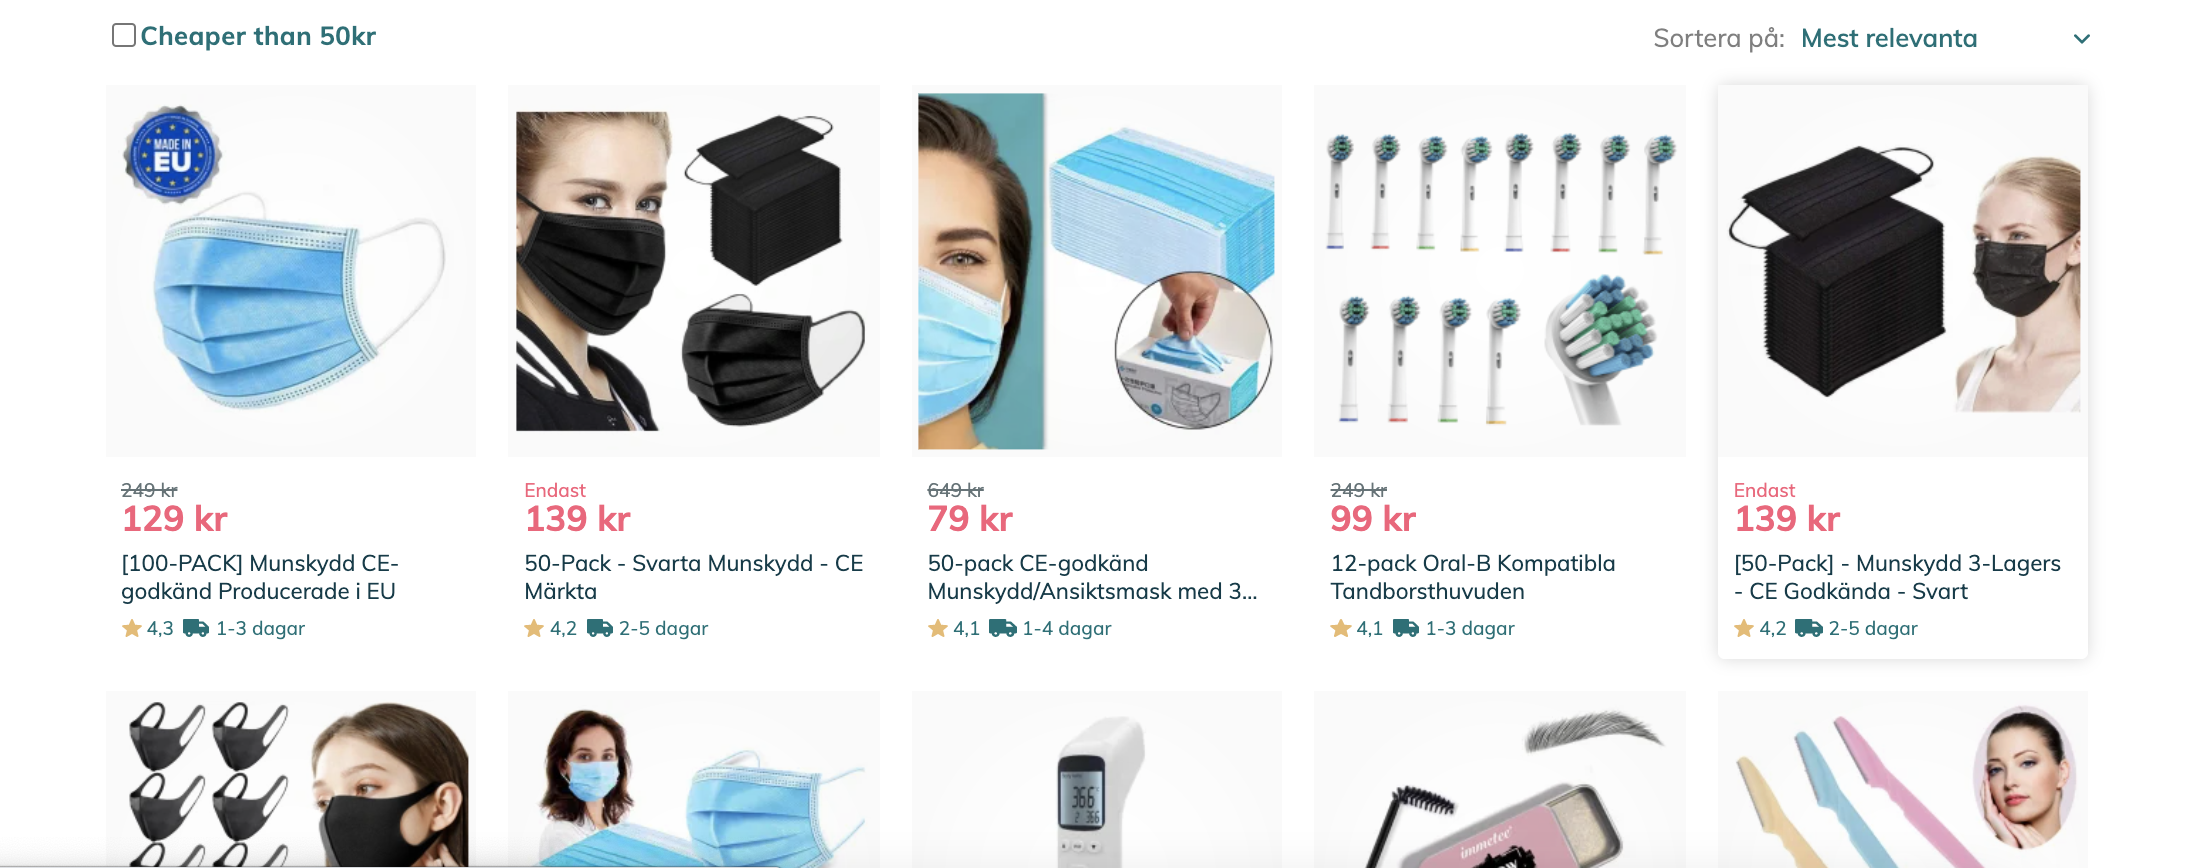 Cheaper than 50kr
Sortera på: Mest relevanta
MADE IN
EU
249 kr
129 kr
[100-PACK] Munskydd CE-
godkänd Producerade i EU
4,3 1-3 dagar
Endast
139 kr
50-Pack - Svarta Munskydd - CE
Märkta
4,2 2-5 dagar
649 kr
79 kr
50-pack CE-godkänd
Munskydd/Ansiktsmask med 3...
4,1 1-4 dagar
249 kr
99 kr
12-pack Oral-B Kompatibla
Tandborsthuvuden
4,1 1-3 dagar
Endast
139 kr
[50-Pack] - Munskydd 3-Lagers
- CE Godkända - Svart
4,2 2-5 dagar
36.6
immetee